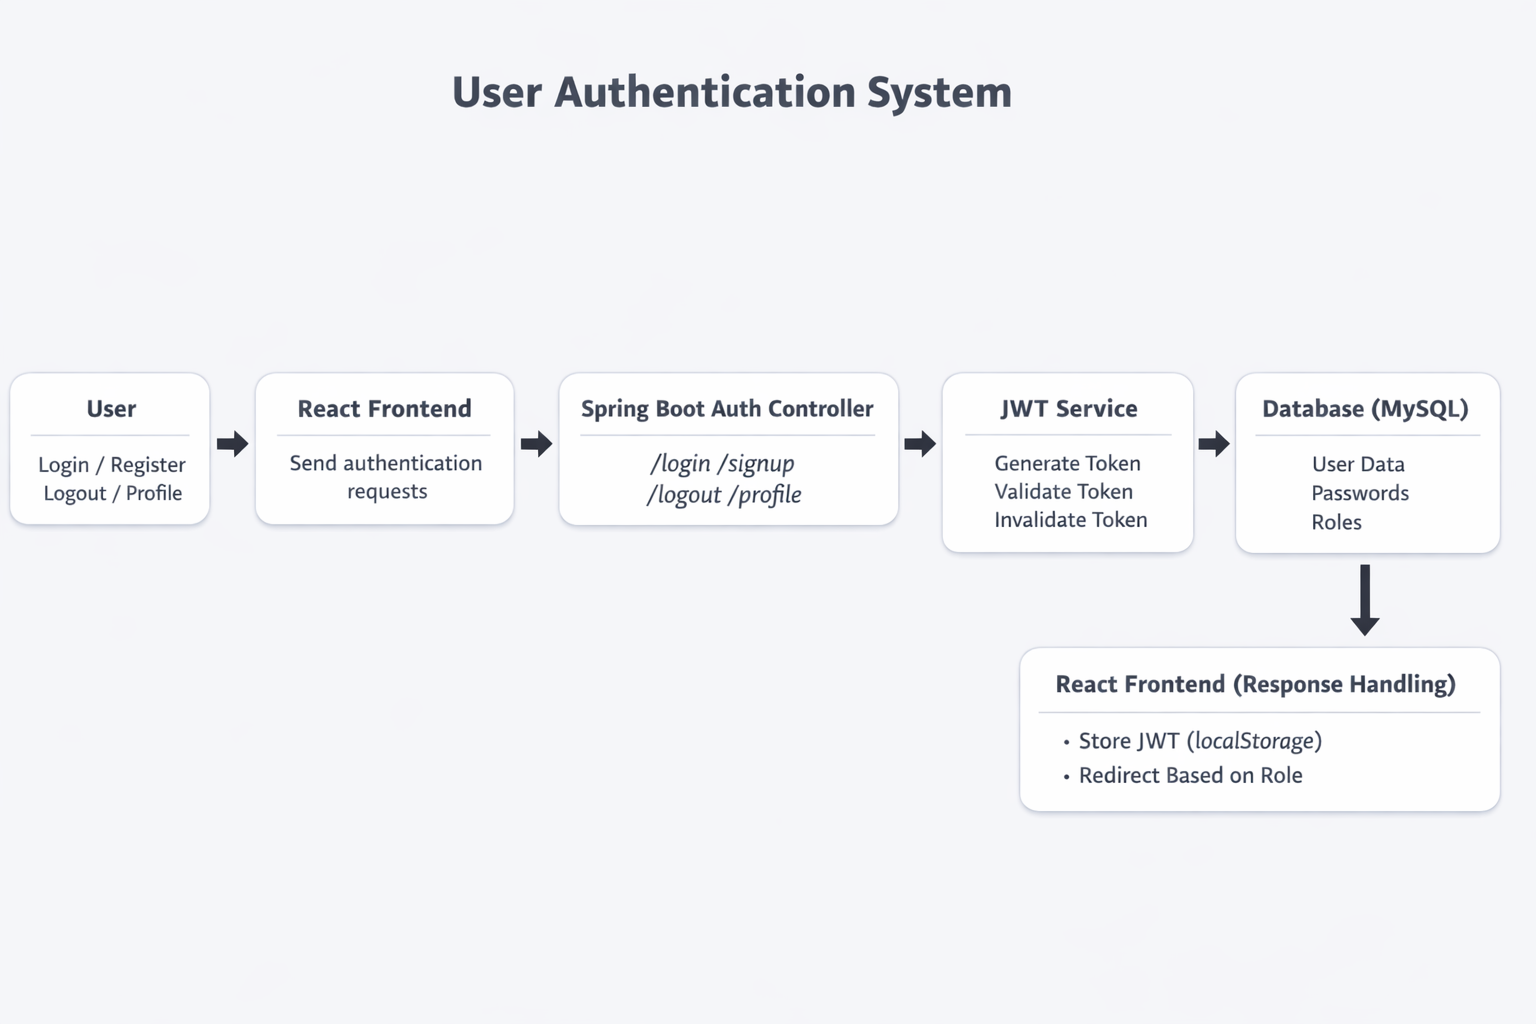 User Authentication System
User
Login / Register
Logout / Profile
React Frontend
Send authentication
requests
Spring Boot Auth Controller
/login /signup
/logout /profile
JWT Service
Generate Token
Validate Token
Invalidate Token
Database (MySQL)
User Data
Passwords
Roles
React Frontend (Response Handling)
• Store JWT (localStorage)
• Redirect Based on Role